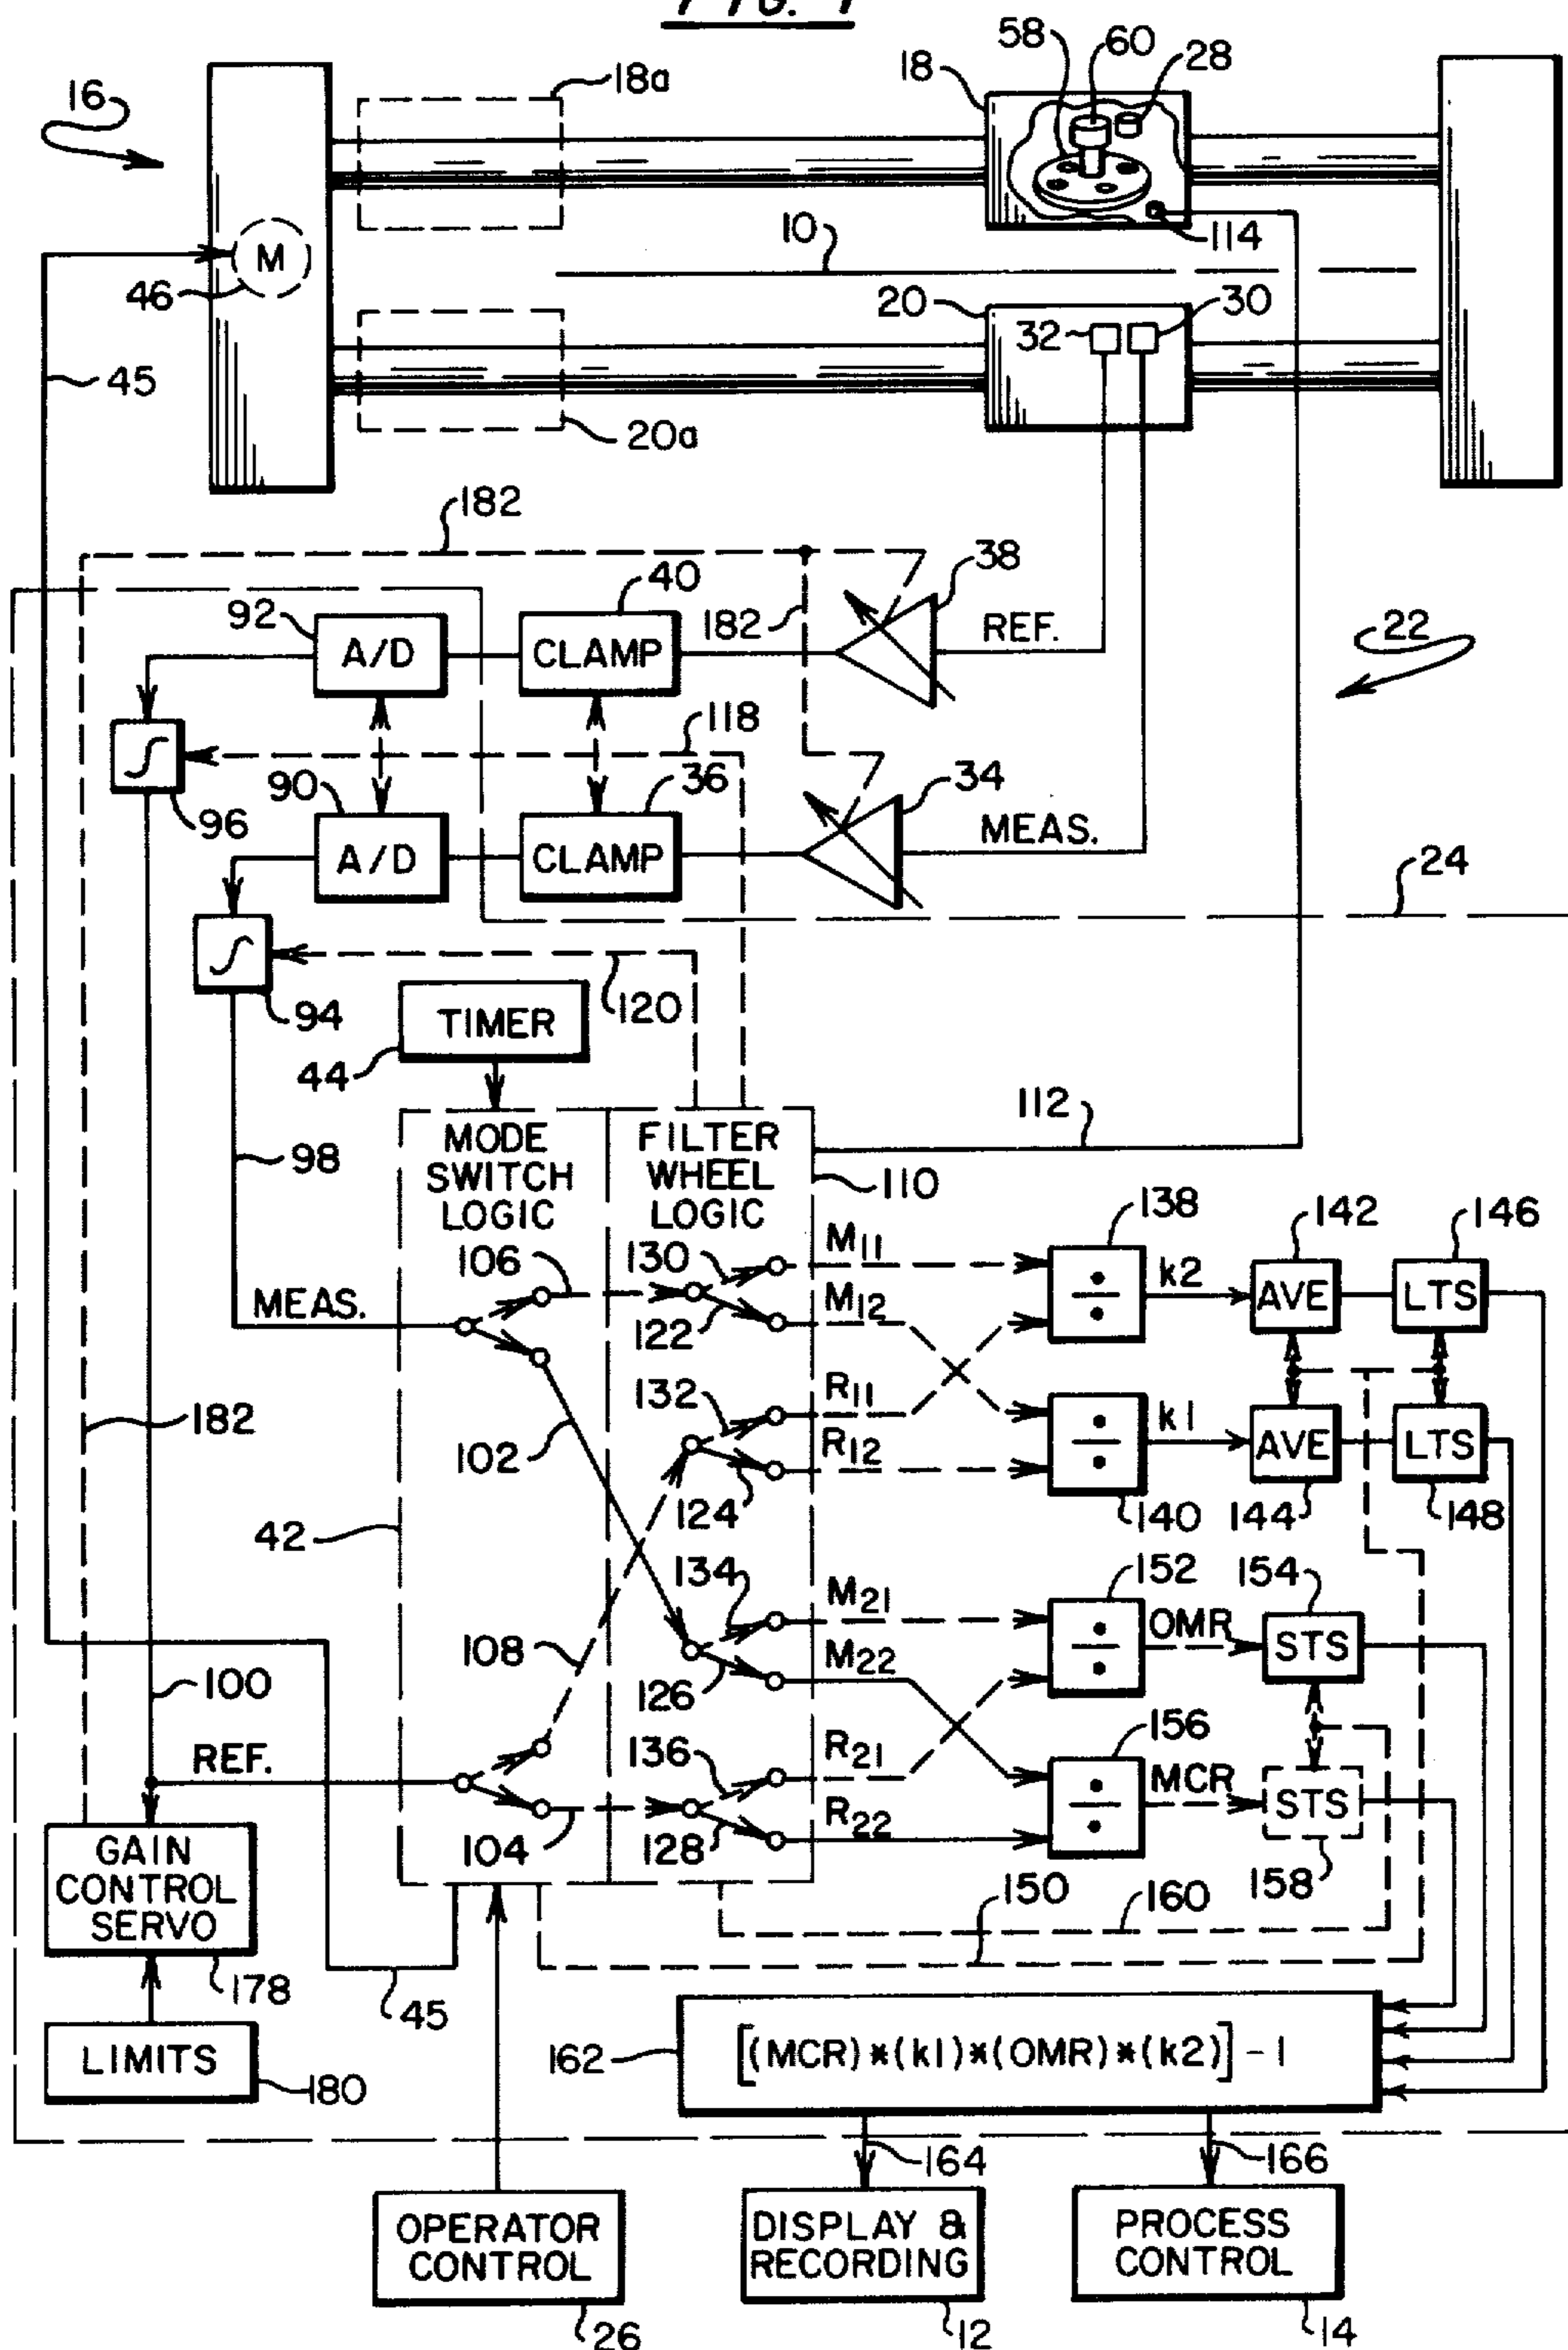 FIG. 1
58
60
28
18
18a
16
114
10
M
46
20
32
30
45
20a
182
38
40
92
182
REF.
22
A/D
CLAMP
118
90
36
34
96
MEAS.
A/D
CLAMP
24
120
94
TIMER
44
112
98
MODE
SWITCH
LOGIC
FILTER
WHEEL
LOGIC
110
138
142
146
106
130
M11
k2
AVE
LTS
MEAS.
122
M12
132
R11
182
102
R12
k1
AVE
LTS
124
140
144
148
42
134
M21
152
154
OMR
STS
108
M22
126
100
156
136
R21
REF.
MCR
STS
104
128
R22
158
GAIN
CONTROL
SERVO
150
160
178
45
LIMITS
180
162
[(MCR)*(k1)*(OMR)*(k2)]-1
164
166
OPERATOR
CONTROL
DISPLAY &
RECORDING
PROCESS
CONTROL
26
12
14